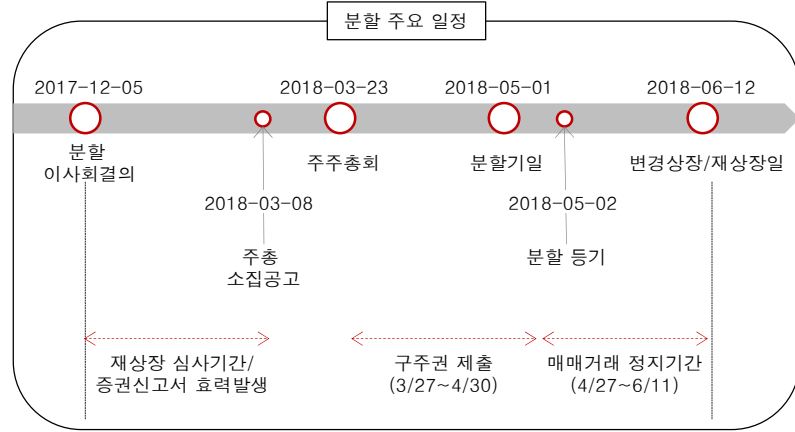 분할 주요 일정
2017-12-05
2018-03-23
2018-05-01
2018-06-12
분할
이사회결의
주주총회
분할기일
변경상장/재상장일
2018-03-08
2018-05-02
주총
소집공고
분할 등기
재상장 심사기간/
증권신고서 효력발생
구주권 제출
(3/27~4/30)
매매거래 정지기간
(4/27~6/11)